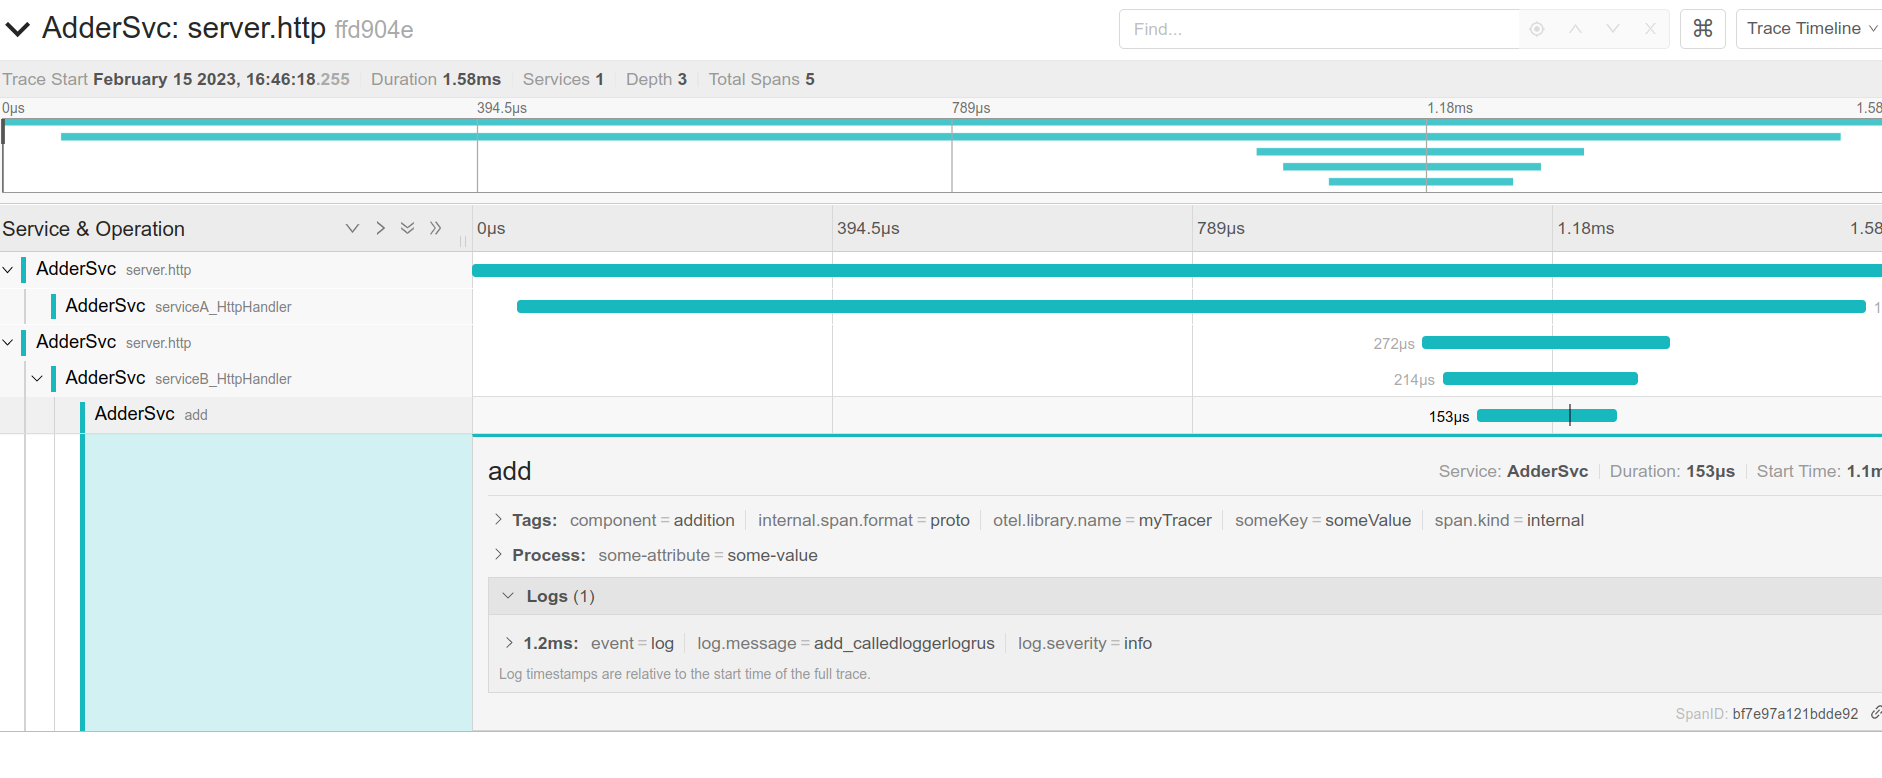 AdderSvc: server.http ffd904e
Find...
⌘
Trace Timeline
Trace Start February 15 2023, 16:46:18.255 Duration 1.58ms Services 1 Depth 3 Total Spans 5
0μs 394.5μs 789μs 1.18ms 1.58
Service & Operation 0μs 394.5μs 789μs 1.18ms 1.58
AdderSvc server.http
AdderSvc serviceA_HttpHandler 1
AdderSvc server.http 272μs
AdderSvc serviceB_HttpHandler 214μs
AdderSvc add 153μs
add Service: AdderSvc Duration: 153μs Start Time: 1.1m
Tags: component = addition internal.span.format = proto otel.library.name = myTracer someKey = someValue span.kind = internal
Process: some-attribute = some-value
Logs (1)
1.2ms: event = log log.message = add_calledloggerlogrus log.severity = info
Log timestamps are relative to the start time of the full trace.
SpanID: bf7e97a121bdde92